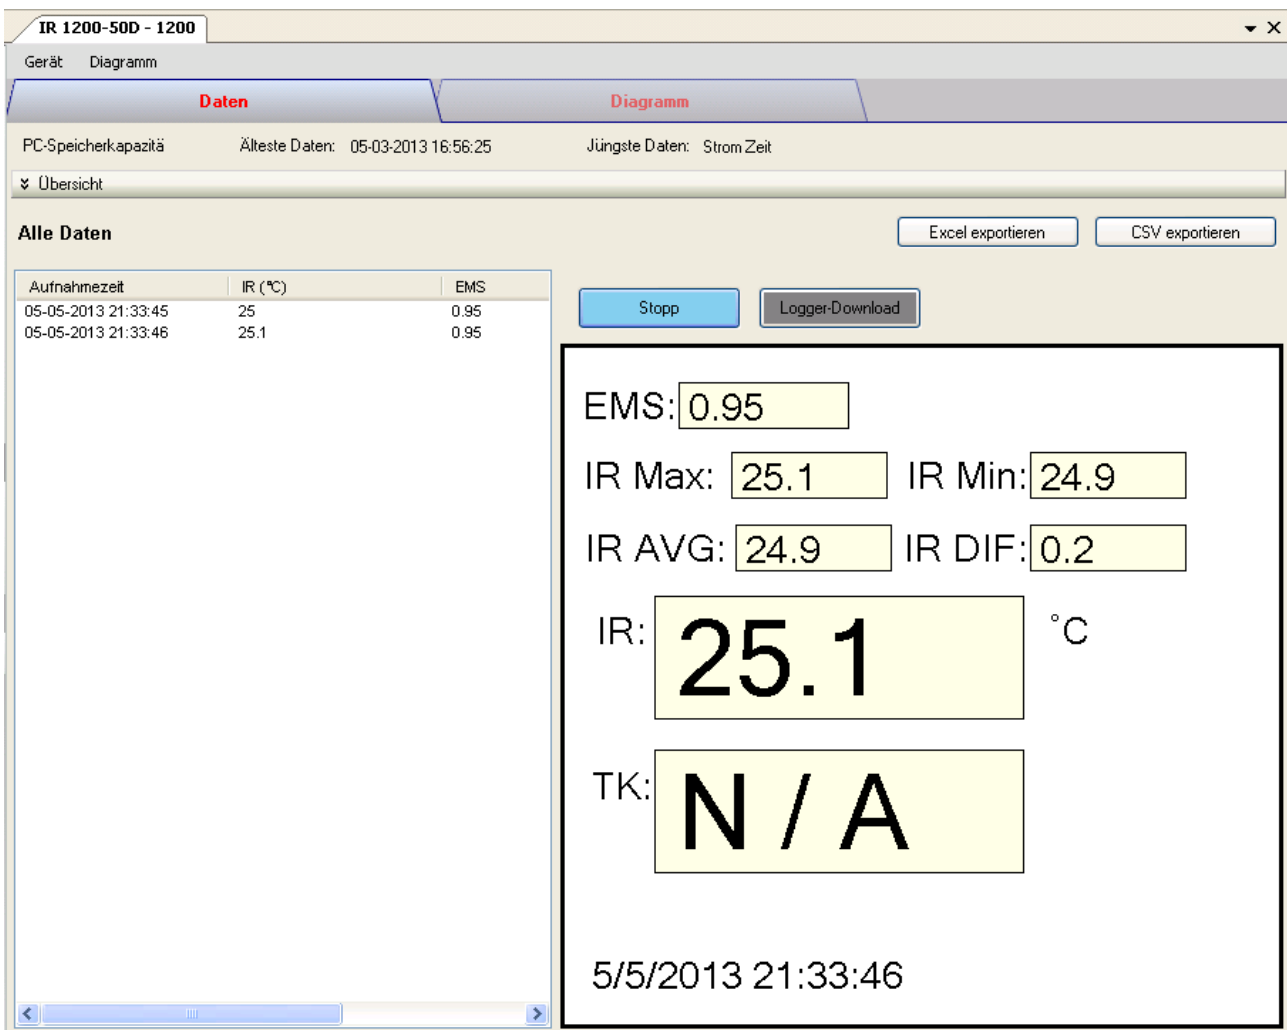 IR 1200-50D - 1200
Gerät Diagramm
Daten Diagramm
PC-Speicherkapazitä Älteste Daten: 05-03-2013 16:56:25 Jüngste Daten: Strom Zeit
Übersicht
Alle Daten Excel exportieren CSV exportieren
Aufnahmezeit IR (°C) EMS
05-05-2013 21:33:45 25 0.95
05-05-2013 21:33:46 25.1 0.95
Stopp Logger-Download
EMS: 0.95
IR Max: 25.1 IR Min: 24.9
IR AVG: 24.9 IR DIF: 0.2
IR: 25.1 °C
TK: N / A
5/5/2013 21:33:46